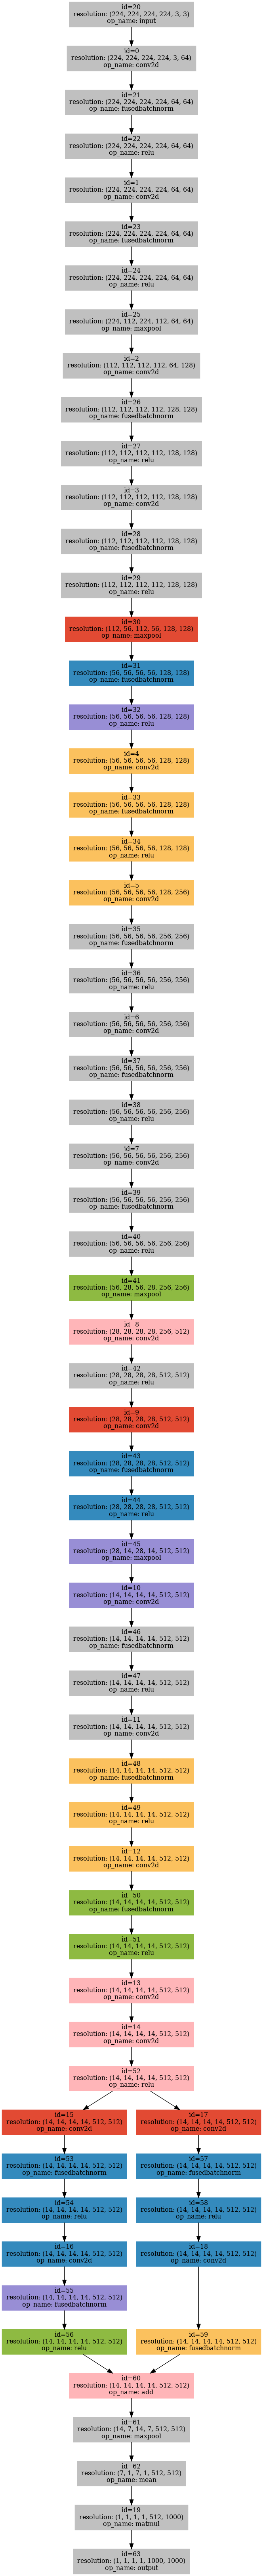 id=20
resolution: (224, 224, 224, 224, 3, 3)
op_name: input
id=0
resolution: (224, 224, 224, 224, 3, 64)
op_name: conv2d
id=21
resolution: (224, 224, 224, 224, 64, 64)
op_name: fusedbatchnorm
id=22
resolution: (224, 224, 224, 224, 64, 64)
op_name: relu
id=1
resolution: (224, 224, 224, 224, 64, 64)
op_name: conv2d
id=23
resolution: (224, 224, 224, 224, 64, 64)
op_name: fusedbatchnorm
id=24
resolution: (224, 224, 224, 224, 64, 64)
op_name: relu
id=25
resolution: (224, 112, 224, 112, 64, 64)
op_name: maxpool
id=2
resolution: (112, 112, 112, 112, 64, 128)
op_name: conv2d
id=26
resolution: (112, 112, 112, 112, 128, 128)
op_name: fusedbatchnorm
id=27
resolution: (112, 112, 112, 112, 128, 128)
op_name: relu
id=3
resolution: (112, 112, 112, 112, 128, 128)
op_name: conv2d
id=28
resolution: (112, 112, 112, 112, 128, 128)
op_name: fusedbatchnorm
id=29
resolution: (112, 112, 112, 112, 128, 128)
op_name: relu
id=30
resolution: (112, 56, 112, 56, 128, 128)
op_name: maxpool
id=31
resolution: (56, 56, 56, 56, 128, 128)
op_name: fusedbatchnorm
id=32
resolution: (56, 56, 56, 56, 128, 128)
op_name: relu
id=4
resolution: (56, 56, 56, 56, 128, 128)
op_name: conv2d
id=33
resolution: (56, 56, 56, 56, 128, 128)
op_name: fusedbatchnorm
id=34
resolution: (56, 56, 56, 56, 128, 128)
op_name: relu
id=5
resolution: (56, 56, 56, 56, 128, 256)
op_name: conv2d
id=35
resolution: (56, 56, 56, 56, 256, 256)
op_name: fusedbatchnorm
id=36
resolution: (56, 56, 56, 56, 256, 256)
op_name: relu
id=6
resolution: (56, 56, 56, 56, 256, 256)
op_name: conv2d
id=37
resolution: (56, 56, 56, 56, 256, 256)
op_name: fusedbatchnorm
id=38
resolution: (56, 56, 56, 56, 256, 256)
op_name: relu
id=7
resolution: (56, 56, 56, 56, 256, 256)
op_name: conv2d
id=39
resolution: (56, 56, 56, 56, 256, 256)
op_name: fusedbatchnorm
id=40
resolution: (56, 56, 56, 56, 256, 256)
op_name: relu
id=41
resolution: (56, 28, 56, 28, 256, 256)
op_name: maxpool
id=8
resolution: (28, 28, 28, 28, 256, 512)
op_name: conv2d
id=42
resolution: (28, 28, 28, 28, 512, 512)
op_name: relu
id=9
resolution: (28, 28, 28, 28, 512, 512)
op_name: conv2d
id=43
resolution: (28, 28, 28, 28, 512, 512)
op_name: fusedbatchnorm
id=44
resolution: (28, 28, 28, 28, 512, 512)
op_name: relu
id=45
resolution: (28, 14, 28, 14, 512, 512)
op_name: maxpool
id=10
resolution: (14, 14, 14, 14, 512, 512)
op_name: conv2d
id=46
resolution: (14, 14, 14, 14, 512, 512)
op_name: fusedbatchnorm
id=47
resolution: (14, 14, 14, 14, 512, 512)
op_name: relu
id=11
resolution: (14, 14, 14, 14, 512, 512)
op_name: conv2d
id=48
resolution: (14, 14, 14, 14, 512, 512)
op_name: fusedbatchnorm
id=49
resolution: (14, 14, 14, 14, 512, 512)
op_name: relu
id=12
resolution: (14, 14, 14, 14, 512, 512)
op_name: conv2d
id=50
resolution: (14, 14, 14, 14, 512, 512)
op_name: fusedbatchnorm
id=51
resolution: (14, 14, 14, 14, 512, 512)
op_name: relu
id=13
resolution: (14, 14, 14, 14, 512, 512)
op_name: conv2d
id=14
resolution: (14, 14, 14, 14, 512, 512)
op_name: conv2d
id=52
resolution: (14, 14, 14, 14, 512, 512)
op_name: relu
id=15
resolution: (14, 14, 14, 14, 512, 512)
op_name: conv2d
id=17
resolution: (14, 14, 14, 14, 512, 512)
op_name: conv2d
id=53
resolution: (14, 14, 14, 14, 512, 512)
op_name: fusedbatchnorm
id=57
resolution: (14, 14, 14, 14, 512, 512)
op_name: fusedbatchnorm
id=54
resolution: (14, 14, 14, 14, 512, 512)
op_name: relu
id=58
resolution: (14, 14, 14, 14, 512, 512)
op_name: relu
id=16
resolution: (14, 14, 14, 14, 512, 512)
op_name: conv2d
id=18
resolution: (14, 14, 14, 14, 512, 512)
op_name: conv2d
id=55
resolution: (14, 14, 14, 14, 512, 512)
op_name: fusedbatchnorm
id=56
resolution: (14, 14, 14, 14, 512, 512)
op_name: relu
id=59
resolution: (14, 14, 14, 14, 512, 512)
op_name: fusedbatchnorm
id=60
resolution: (14, 14, 14, 14, 512, 512)
op_name: add
id=61
resolution: (14, 7, 14, 7, 512, 512)
op_name: maxpool
id=62
resolution: (7, 1, 7, 1, 512, 512)
op_name: mean
id=19
resolution: (1, 1, 1, 1, 512, 1000)
op_name: matmul
id=63
resolution: (1, 1, 1, 1, 1000, 1000)
op_name: output